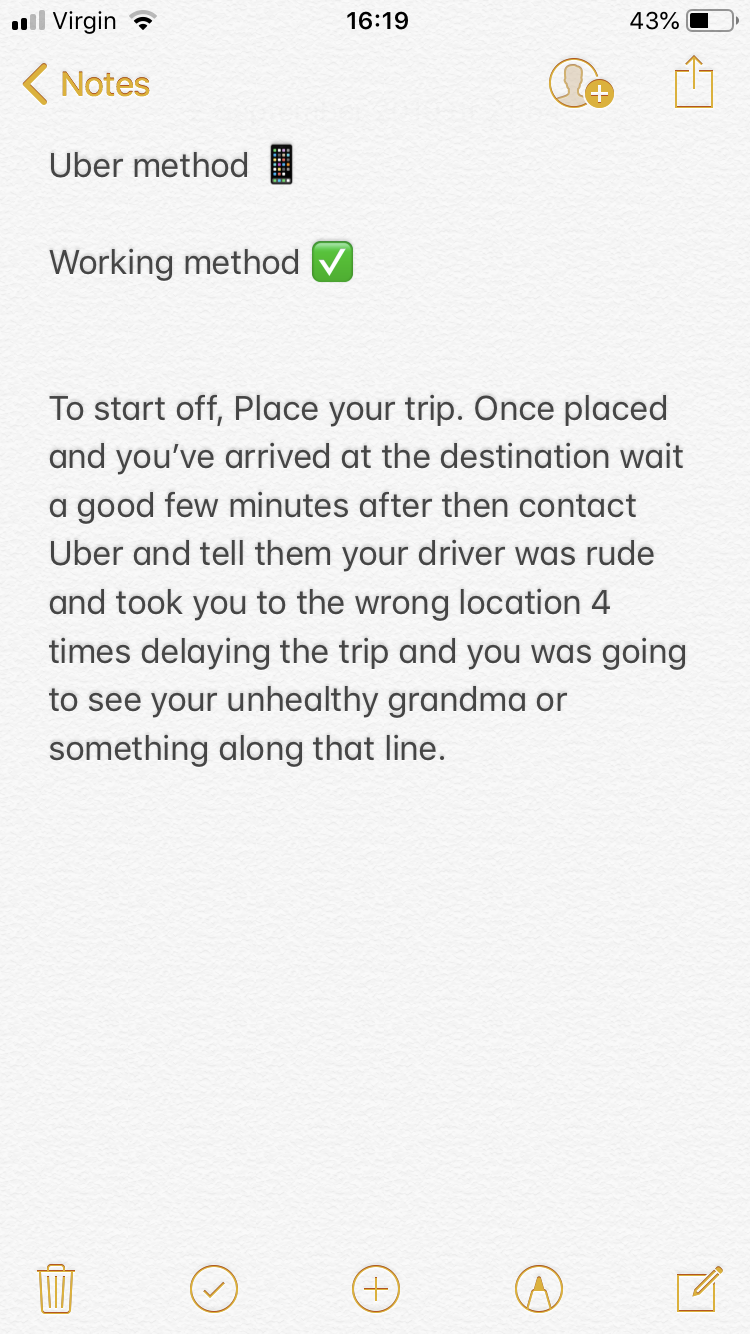 Virgin 16:19 43%
Notes
Uber method 📱
Working method ✅
To start off, Place your trip. Once placed
and you’ve arrived at the destination wait
a good few minutes after then contact
Uber and tell them your driver was rude
and took you to the wrong location 4
times delaying the trip and you was going
to see your unhealthy grandma or
something along that line.